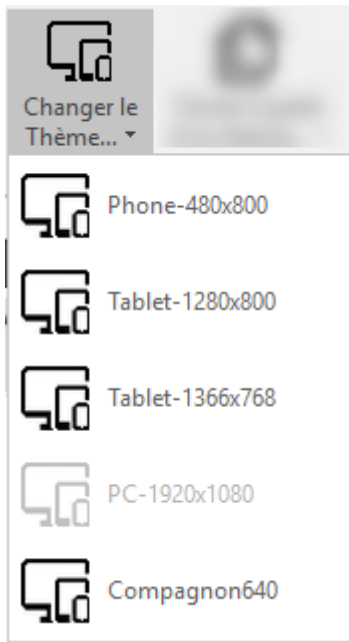 Changer le
Thème...
Phone-480x800
Tablet-1280x800
Tablet-1366x768
PC-1920x1080
Compagnon640